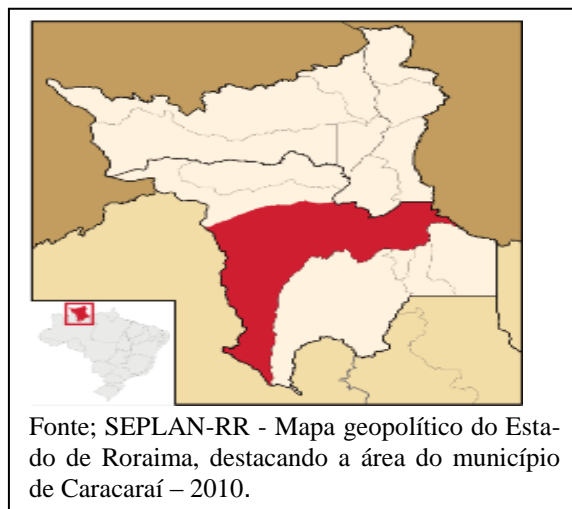 Fonte; SEPLAN-RR - Mapa geopolítico do Esta-
do de Roraima, destacando a área do município
de Caracaraí – 2010.